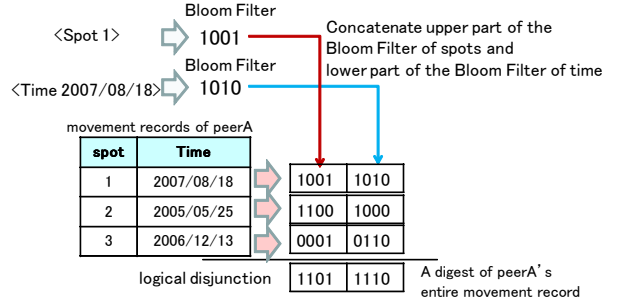 Bloom Filter
<Spot 1> 1001
Concatenate upper part of the
Bloom Filter of spots and
lower part of the Bloom Filter of time
Bloom Filter
<Time 2007/08/18> 1010
movement records of peerA
spot Time
1 2007/08/18 1001 1010
2 2005/05/25 1100 1000
3 2006/12/13 0001 0110
logical disjunction 1101 1110
A digest of peerA's
entire movement record